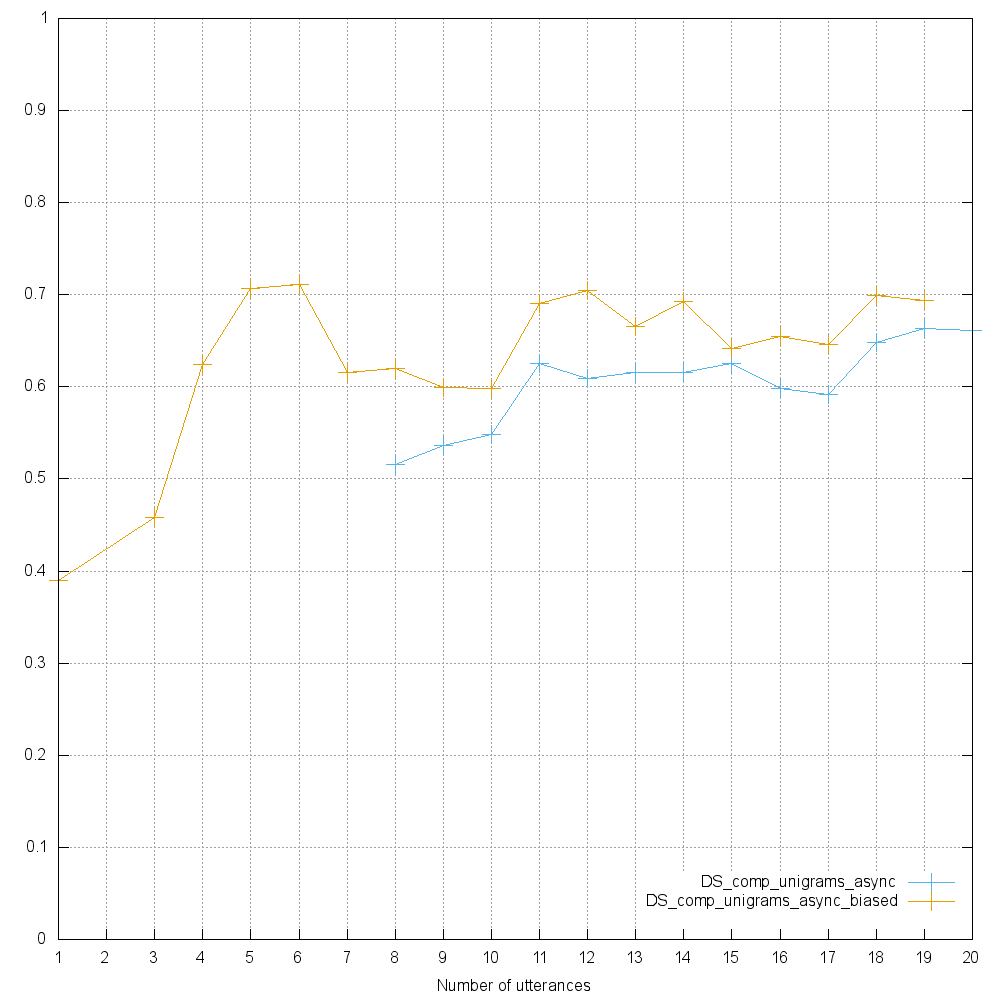 1
0.9
0.8
0.7
0.6
0.5
0.4
0.3
0.2
0.1
0
DS_comp_unigrams_async
DS_comp_unigrams_async_biased
1 2 3 4 5 6 7 8 9 10 11 12 13 14 15 16 17 18 19 20
Number of utterances